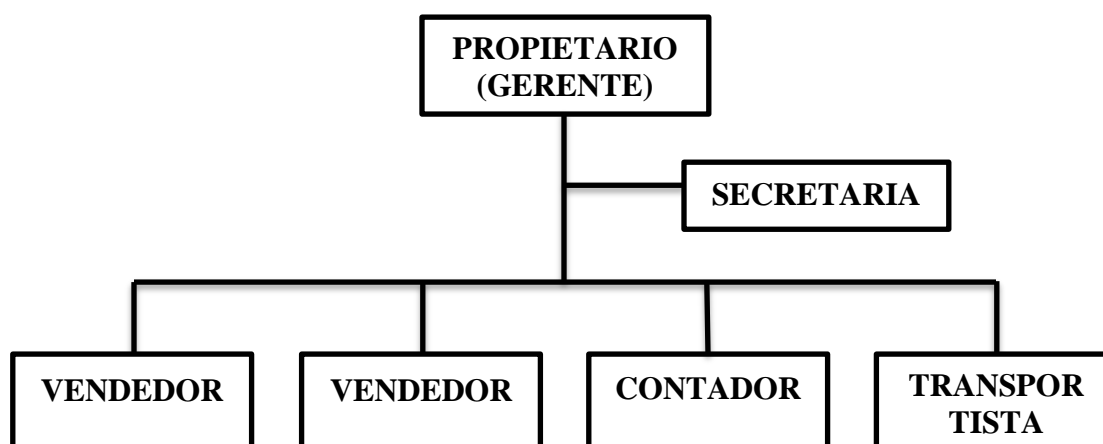 PROPIETARIO
(GERENTE)
SECRETARIA
VENDEDOR
VENDEDOR
CONTADOR
TRANSPOR
TISTA